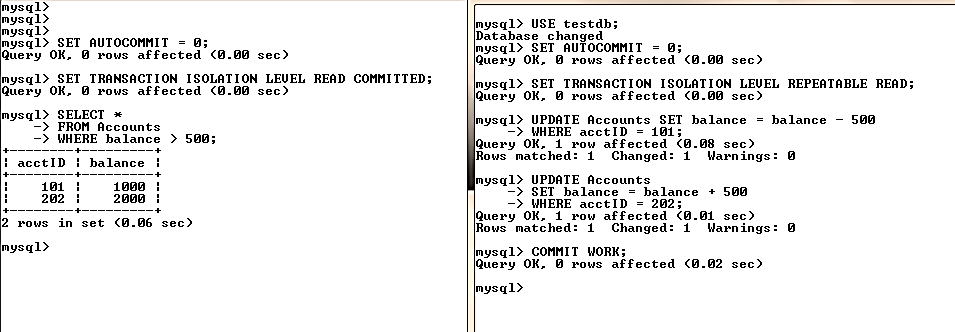 mysql>
mysql>
mysql>
mysql> SET AUTOCOMMIT = 0;
Query OK, 0 rows affected (0.00 sec)
mysql> SET TRANSACTION ISOLATION LEVEL READ COMMITTED;
Query OK, 0 rows affected (0.00 sec)
mysql> SELECT *
-> FROM Accounts
-> WHERE balance > 500;
+--------+---------+
| acctID | balance |
+--------+---------+
| 101 | 1000 |
| 202 | 2000 |
+--------+---------+
2 rows in set (0.06 sec)
mysql>
mysql> USE testdb;
Database changed
mysql> SET AUTOCOMMIT = 0;
Query OK, 0 rows affected (0.00 sec)
mysql> SET TRANSACTION ISOLATION LEVEL REPEATABLE READ;
Query OK, 0 rows affected (0.00 sec)
mysql> UPDATE Accounts SET balance = balance - 500
-> WHERE acctID = 101;
Query OK, 1 row affected (0.08 sec)
Rows matched: 1 Changed: 1 Warnings: 0
mysql> UPDATE Accounts
-> SET balance = balance + 500
-> WHERE acctID = 202;
Query OK, 1 row affected (0.01 sec)
Rows matched: 1 Changed: 1 Warnings: 0
mysql> COMMIT WORK;
Query OK, 0 rows affected (0.02 sec)
mysql>